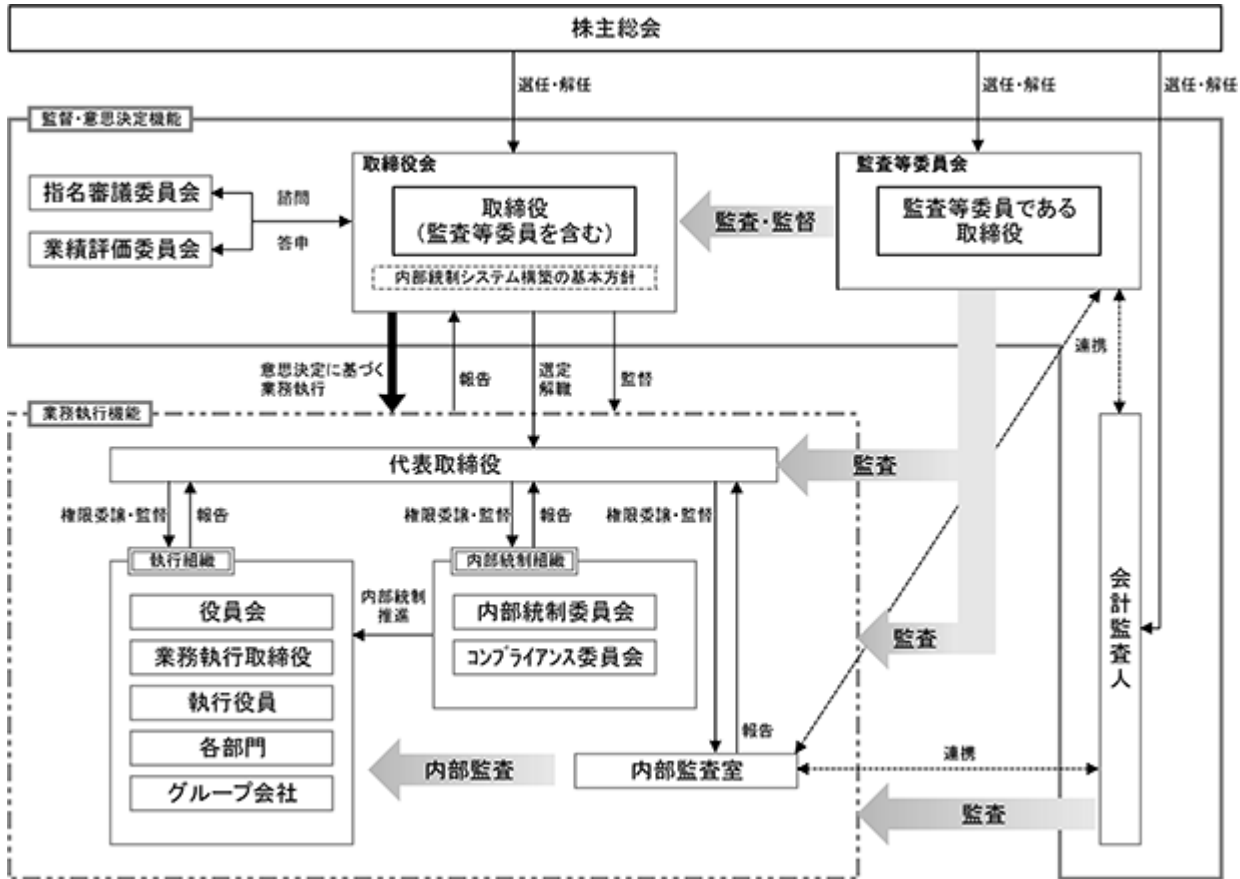 株主総会
選任・解任
選任・解任
選任・解任
監督・意思決定機能
取締役会
監査等委員会
指名審議委員会
諮問
取締役
（監査等委員を含む）
監査・監督
監査等委員である
取締役
業績評価委員会
答申
内部統制システム構築の基本方針
連携
意思決定に基づく
業務執行
報告
選定
解職
監督
業務執行機能
代表取締役
監査
権限委譲・監督
報告
権限委譲・監督
報告
権限委譲・監督
執行組織
内部統制組織
役員会
内部統制
推進
内部統制委員会
監査
会計監査人
業務執行取締役
コンプライアンス委員会
執行役員
報告
各部門
内部監査
内部監査室
連携
グループ会社
監査